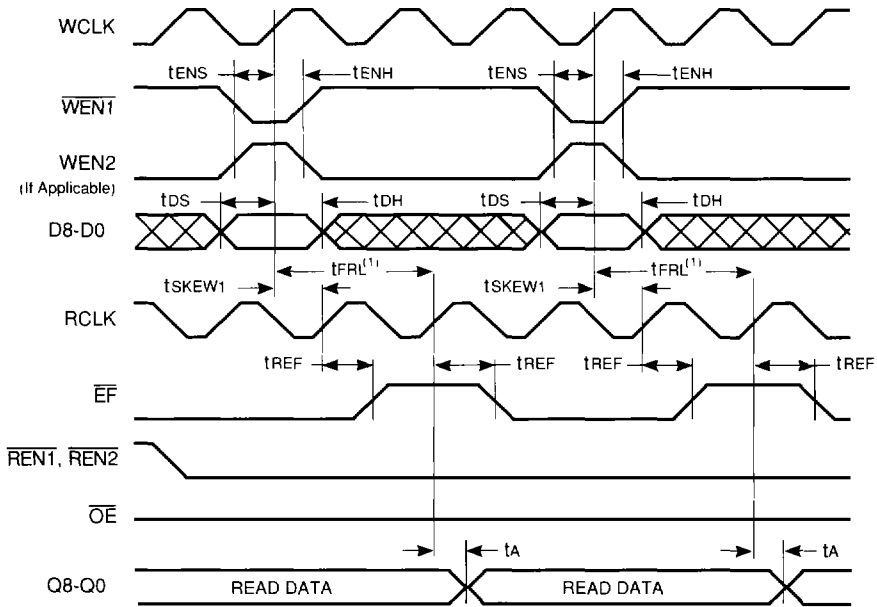 WCLK
tENS tENH tENS tENH
WEN1
WEN2
(If Applicable)
tDS tDH tDS tDH
D8-D0
tFRL(1) tFRL(1)
tSKEW1 tSKEW1
RCLK
tREF tREF tREF tREF
EF
REN1, REN2
OE
tA tA
Q8-Q0 READ DATA READ DATA